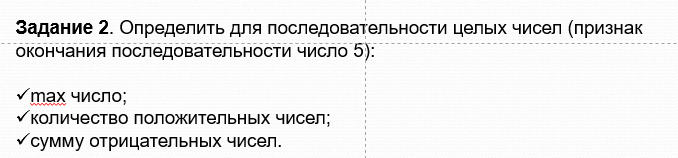 Задание 2. Определить для последовательности целых чисел (признак
окончания последовательности число 5):
✓max число;
✓количество положительных чисел;
✓сумму отрицательных чисел.